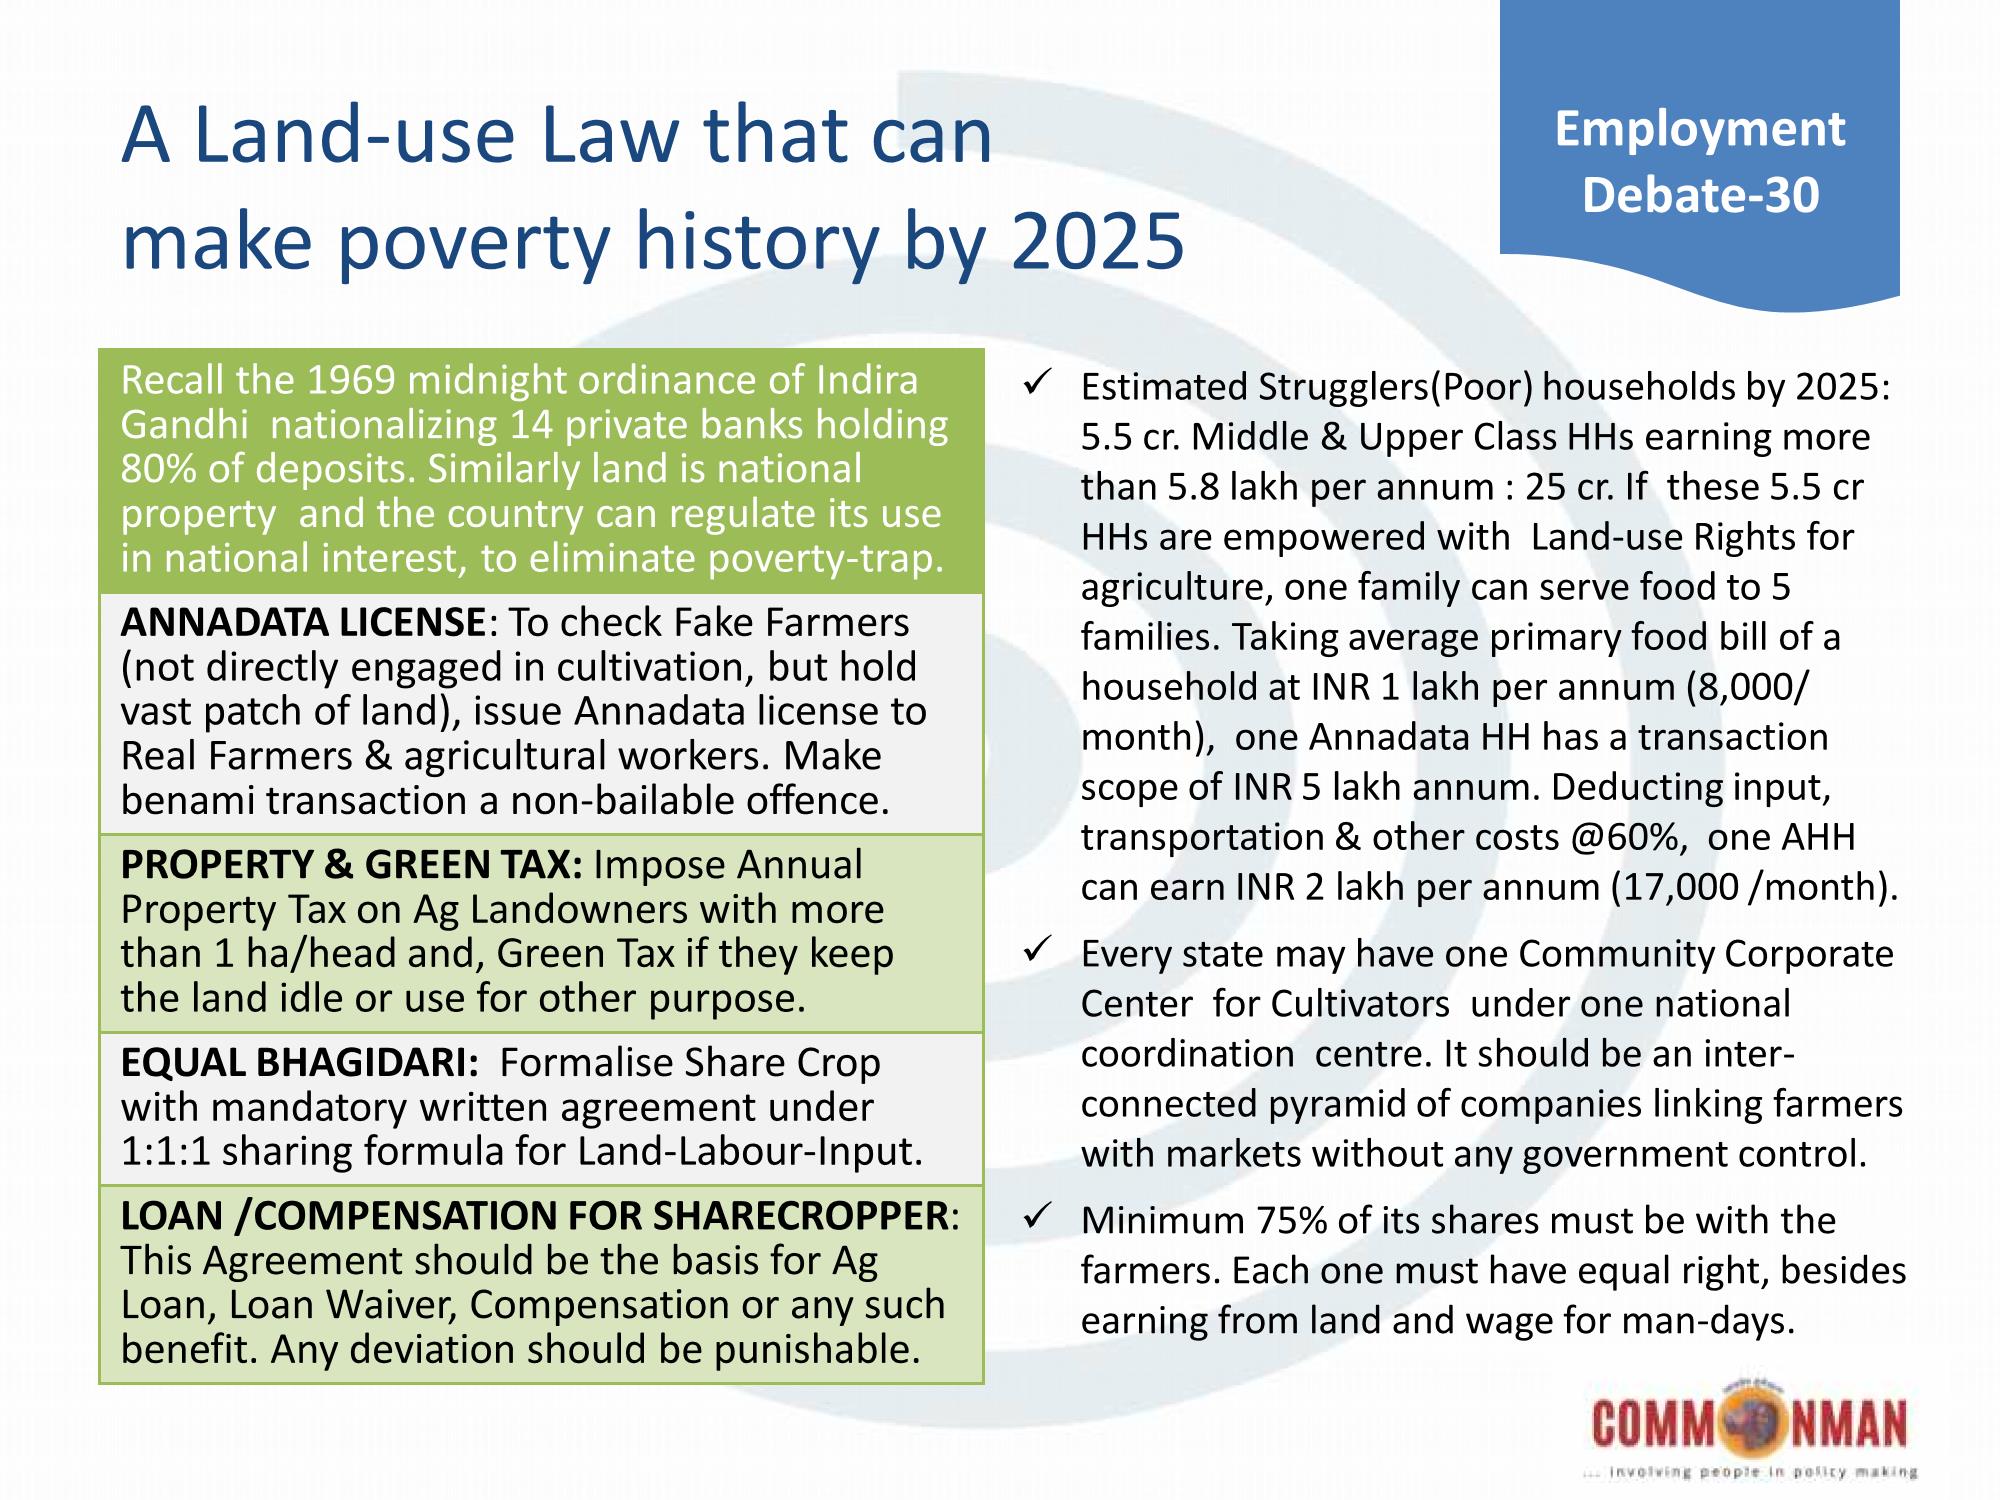 A Land-use Law that can
make poverty history by 2025
Employment
Debate-30
Recall the 1969 midnight ordinance of Indira
Gandhi nationalizing 14 private banks holding
80% of deposits. Similarly land is national
property and the country can regulate its use
in national interest, to eliminate poverty-trap.
ANNADATA LICENSE: To check Fake Farmers
(not directly engaged in cultivation, but hold
vast patch of land), issue Annadata license to
Real Farmers & agricultural workers. Make
benami transaction a non-bailable offence.
PROPERTY & GREEN TAX: Impose Annual
Property Tax on Ag Landowners with more
than 1 ha/head and, Green Tax if they keep
the land idle or use for other purpose.
EQUAL BHAGIDARI: Formalise Share Crop
with mandatory written agreement under
1:1:1 sharing formula for Land-Labour-Input.
LOAN /COMPENSATION FOR SHARECROPPER:
This Agreement should be the basis for Ag
Loan, Loan Waiver, Compensation or any such
benefit. Any deviation should be punishable.
✓ Estimated Strugglers(Poor) households by 2025:
5.5 cr. Middle & Upper Class HHs earning more
than 5.8 lakh per annum : 25 cr. If these 5.5 cr
HHs are empowered with Land-use Rights for
agriculture, one family can serve food to 5
families. Taking average primary food bill of a
household at INR 1 lakh per annum (8,000/
month), one Annadata HH has a transaction
scope of INR 5 lakh annum. Deducting input,
transportation & other costs @60%, one AHH
can earn INR 2 lakh per annum (17,000 /month).
✓ Every state may have one Community Corporate
Center for Cultivators under one national
coordination centre. It should be an inter-
connected pyramid of companies linking farmers
with markets without any government control.
✓ Minimum 75% of its shares must be with the
farmers. Each one must have equal right, besides
earning from land and wage for man-days.
COMMONMAN
... involving people in policy making